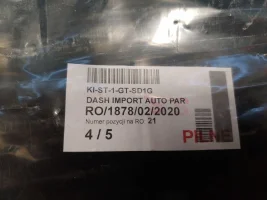 KI-ST-1-GT-SD1G
DASH IMPORT AUTO PAR
RO/1878/02/2020
Numer pozycji na RO: 21
4 / 5
PILNE